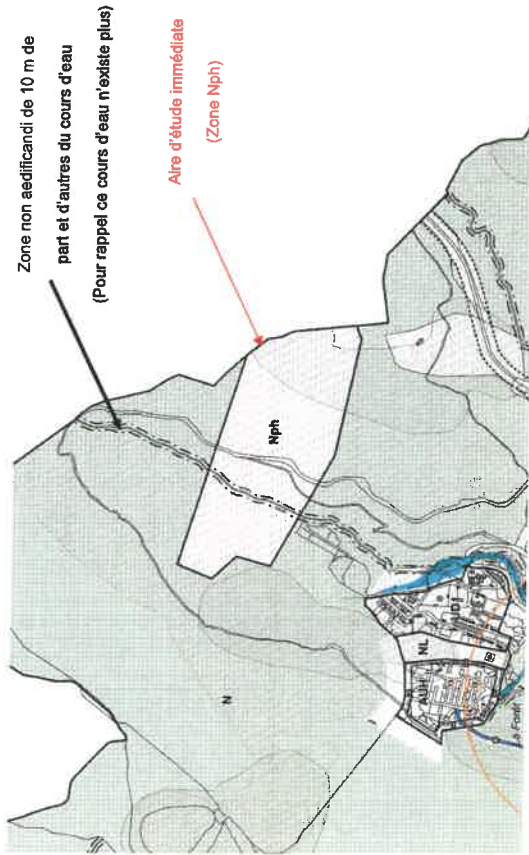 Zone non aedificandi de 10 m de
part et d'autres du cours d'eau
(Pour rappel ce cours d'eau n'existe plus)
Aire d'étude immédiate
(Zone Nph)
Nph
N
NL
AUH